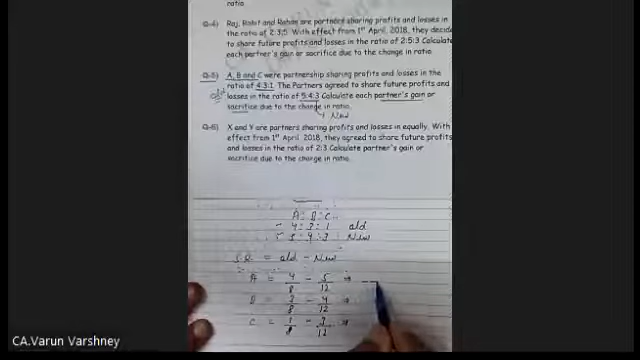 ratio
Q-4) Raj, Rohit and Rohan are partners sharing profits and losses in
the ratio of 2:3:5. With effect from 1st April, 2018, they decide
to share future profits and losses in the ratio of 2:5:3 Calculate
each partner's gain or sacrifice due to the change in ratio.
Q-5) A, B and C were partnership sharing profits and losses in the
ratio of 4:3:1 The Partners agreed to share future profits and
losses in the ratio of 5:4:3 Calculate each partner's gain or
sacrifice due to the change in ratio.
New
Q-6) X and Y are partners sharing profits and losses in equally. With
effect from 1st April, 2018, they agreed to share future profits
and losses in the ratio of 2:3 Calculate partner's gain or
sacrifice due to the change in ratio.
A : B : C
4 : 3 : 1 old
5 : 4 : 3 New
S.R = old - New
A = 4/8 - 5/12 ⇒
B = 3/8 - 4/12 ⇒
C = 1/8 - 3/12 ⇒
CA.Varun Varshney